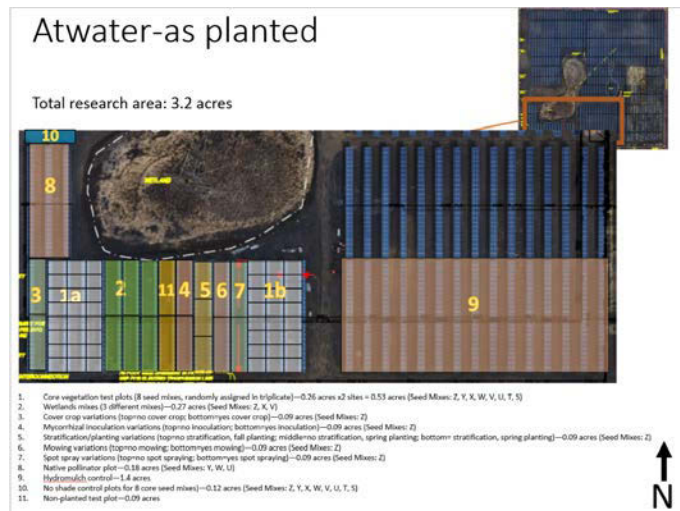 Atwater-as planted
Total research area: 3.2 acres
10
8
WETLAND
3
1a
2
11
4
5
6
7
1b
9
1. Core vegetation test plots (8 seed mixes, randomly assigned in triplicate)—0.26 acres x2 sites = 0.53 acres (Seed Mixes: Z, Y, X, W, V, U, T, S)
2. Wetlands mixes (3 different mixes)—0.27 acres (Seed Mixes: Z, X, V)
3. Cover crop variations (top=no cover crop; bottom=yes cover crop)—0.09 acres (Seed Mixes: Z)
4. Mycorrhizal inoculation variations (top=no inoculation; bottom=yes inoculation)—0.09 acres (Seed Mixes: Z)
5. Stratification/planting variations (top=no stratification, fall planting; middle=no stratification, spring planting; bottom= stratification, spring planting)—0.09 acres (Seed Mixes: Z)
6. Mowing variations (top=no mowing; bottom=yes mowing)—0.09 acres (Seed Mixes: Z)
7. Spot spray variations (top=no spot spraying; bottom=yes spot spraying)—0.09 acres (Seed Mixes: Z)
8. Native pollinator plot—0.18 acres (Seed Mixes: Y, W, U)
9. Hydromulch control—1.4 acres
10. No shade control plots for 8 core seed mixes)—0.12 acres (Seed Mixes: Z, Y, X, W, V, U, T, S)
11. Non-planted test plot—0.09 acres
N